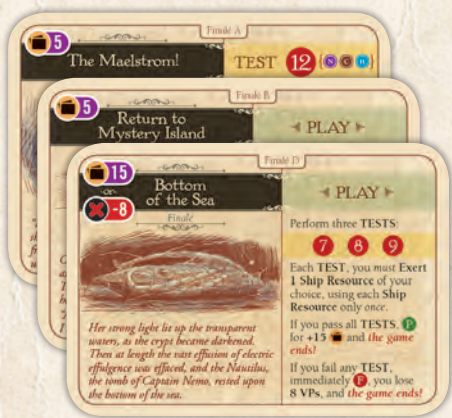 Finale A
5
The Maelstrom!
TEST 12 (N C H)
Finale B
5
Return to
Mystery Island
PLAY
Finale D
15
-or-
-8
Bottom
of the Sea
Finale
PLAY
Perform three TESTS:
7 8 9
Each TEST, you must Exert
1 Ship Resource of your
choice, using each Ship
Resource only once.
If you pass all TESTS, P
for +15 and the game
ends!
If you fail any TEST,
immediately F, you lose
8 VPs, and the game ends!
Her strong light lit up the transparent
waters, as the crypt became darkened.
Then at length the vast effusion of electric
effulgence was effaced, and the Nautilus,
the tomb of Captain Nemo, rested upon
the bottom of the sea.